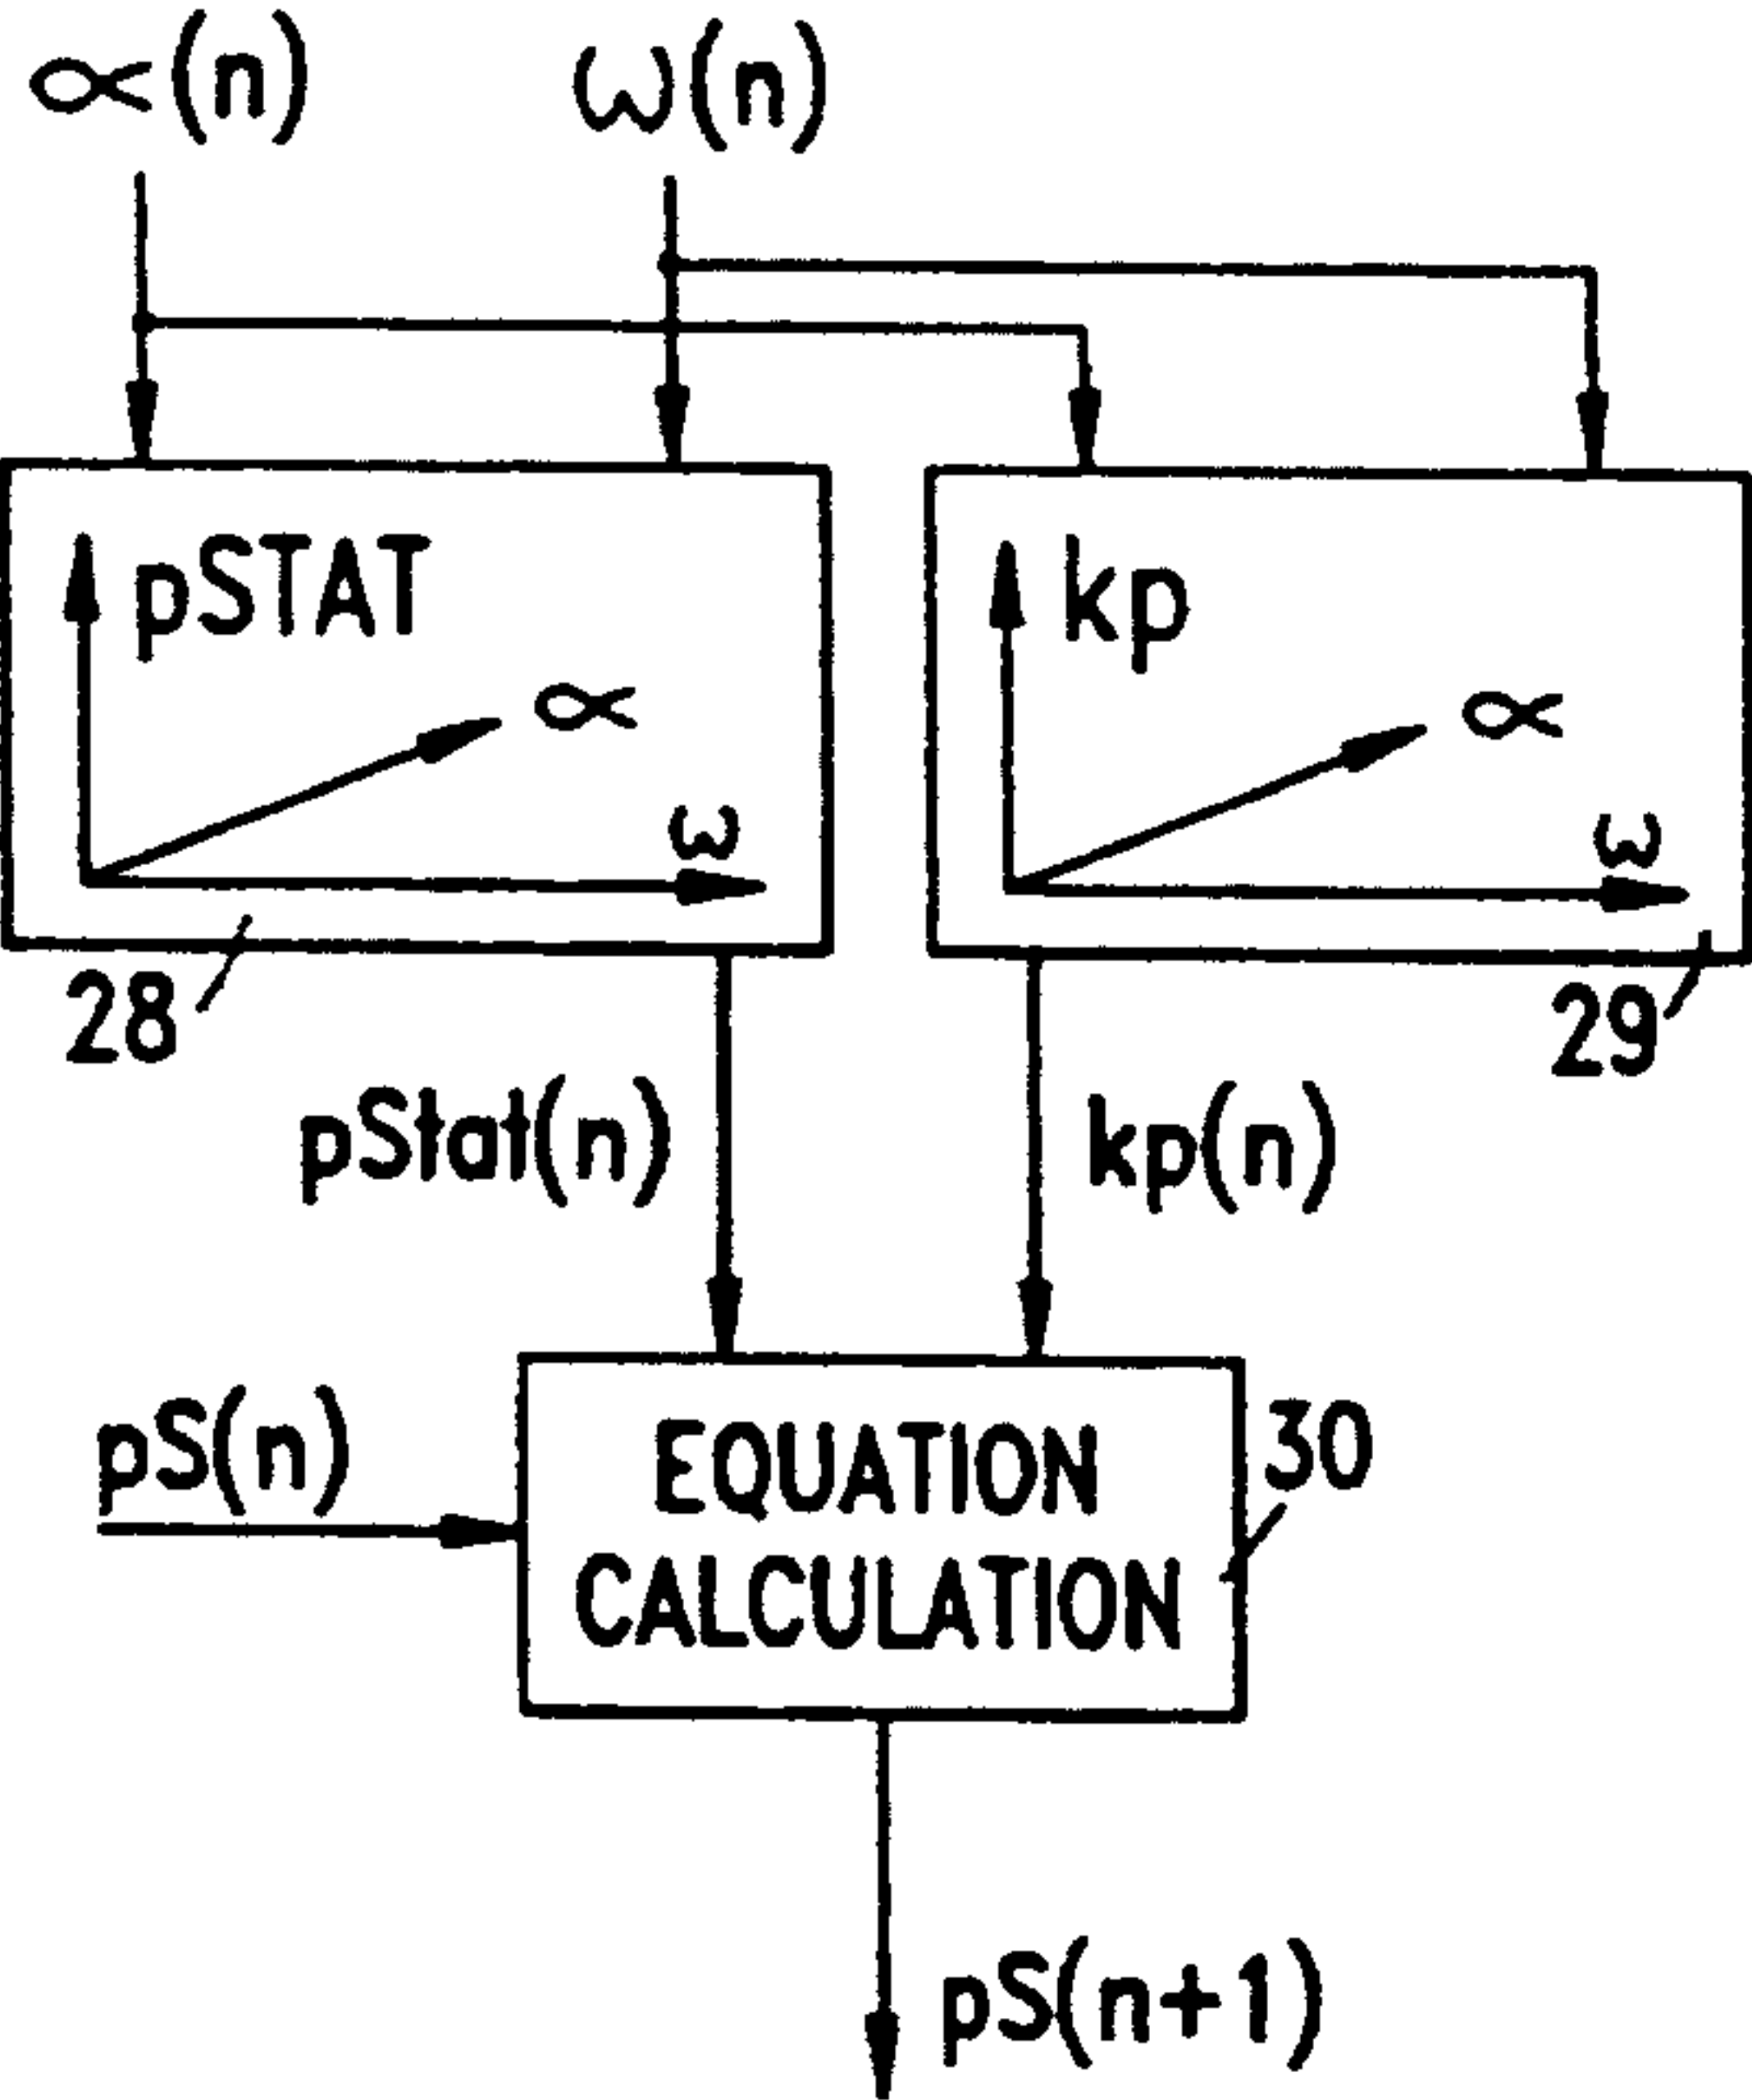 ∝(n)
ω(n)
pSTAT
∝
ω
28
kp
∝
ω
29
pStat(n)
kp(n)
pS(n)
EQUATION
CALCULATION
30
pS(n+1)